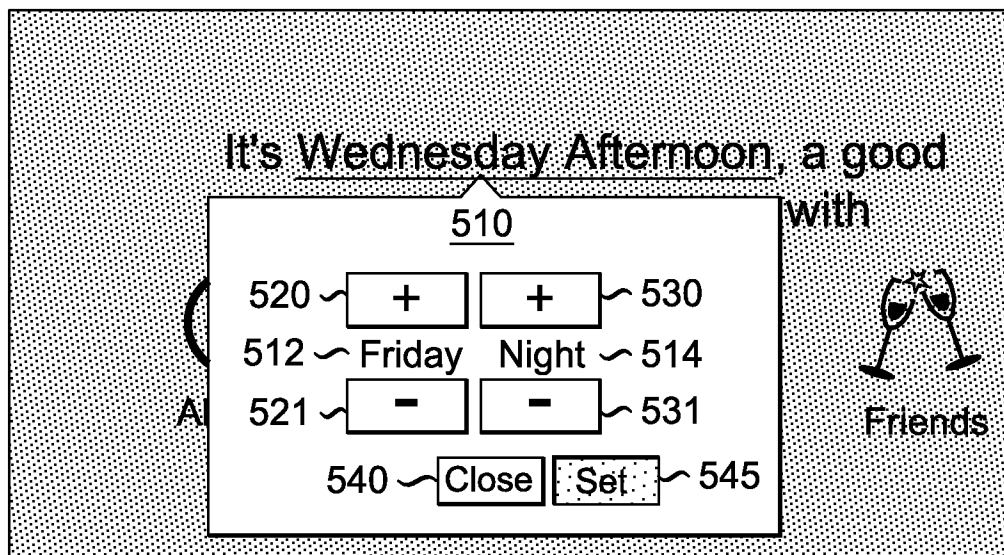 It's Wednesday Afternoon, a good
with
510
520 + + 530
512 Friday Night 514
521 - - 531
Friends
540 Close Set 545